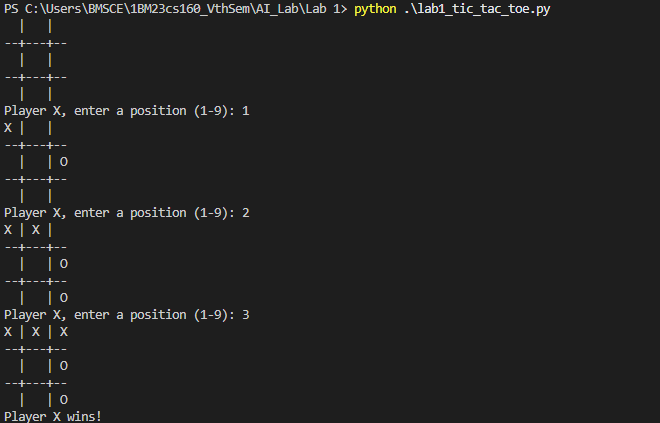 PS C:\Users\BMSCE\1BM23cs160_VthSem\AI_Lab\Lab 1> python .\lab1_tic_tac_toe.py
  |   |
--+---+--
  |   |
--+---+--
  |   |
Player X, enter a position (1-9): 1
X |   |
--+---+--
  |   | O
--+---+--
  |   |
Player X, enter a position (1-9): 2
X | X |
--+---+--
  |   | O
--+---+--
  |   | O
Player X, enter a position (1-9): 3
X | X | X
--+---+--
  |   | O
--+---+--
  |   | O
Player X wins!